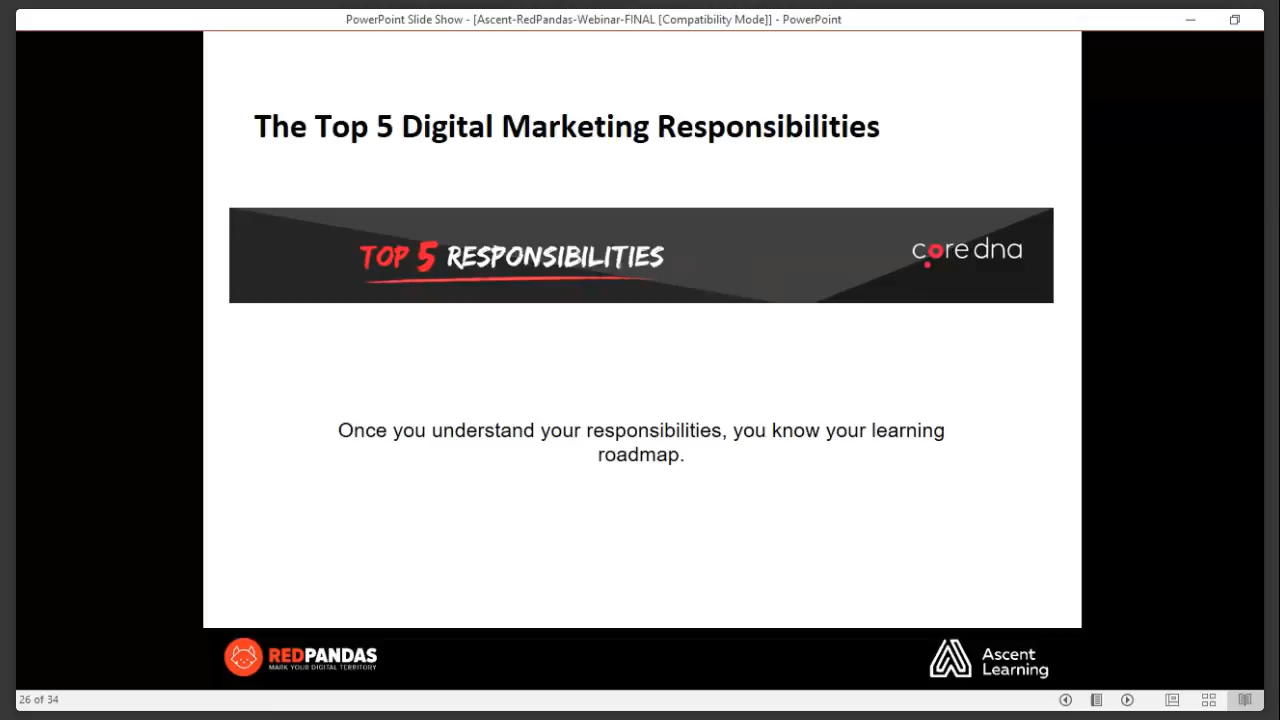 PowerPoint Slide Show - [Ascent-RedPandas-Webinar-FINAL [Compatibility Mode]] - PowerPoint
The Top 5 Digital Marketing Responsibilities
TOP 5 RESPONSIBILITIES
core dna
Once you understand your responsibilities, you know your learning
roadmap.
REDPANDAS
MARK YOUR DIGITAL TERRITORY
Ascent
Learning
26 of 34